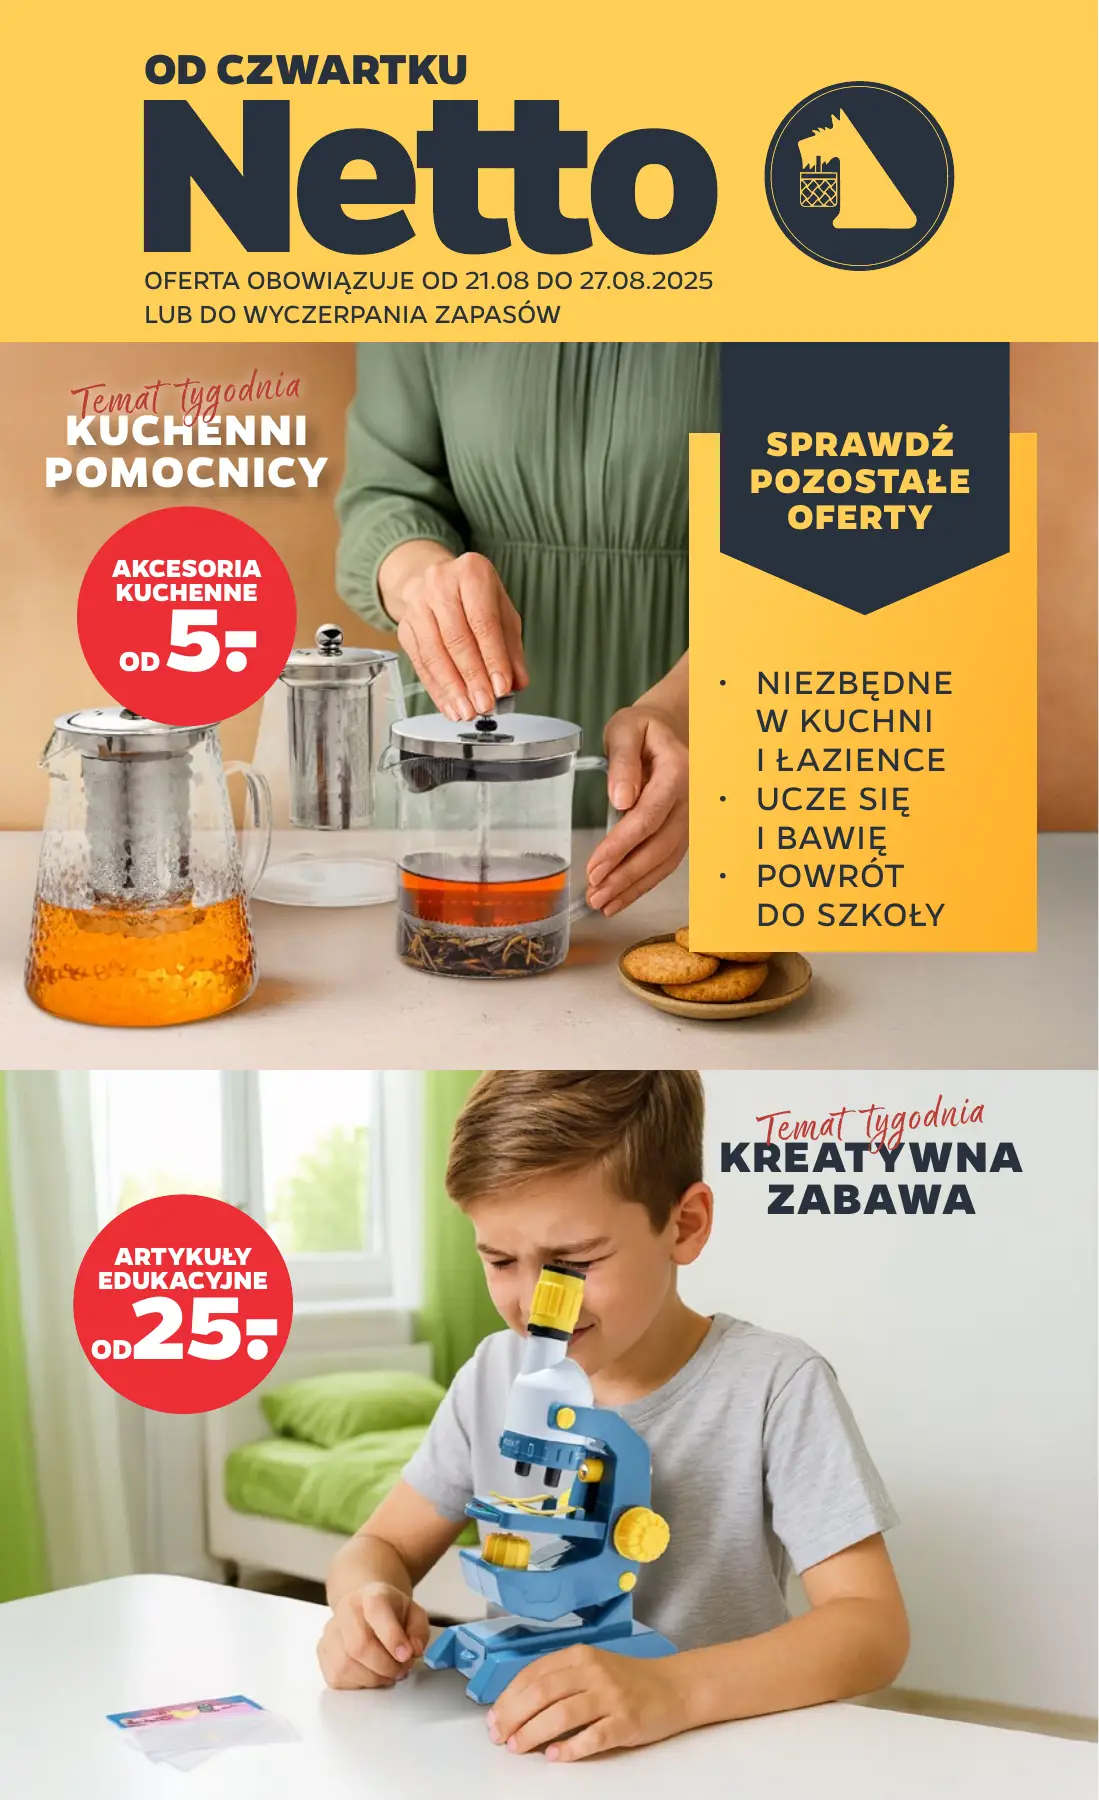 OD CZWARTKU
Netto
OFERTA OBOWIĄZUJE OD 21.08 DO 27.08.2025
LUB DO WYCZERPANIA ZAPASÓW
Temat tygodnia
KUCHENNI
POMOCNICY
AKCESORIA
KUCHENNE
OD 5.-
SPRAWDŹ
POZOSTAŁE
OFERTY
• NIEZBĘDNE
W KUCHNI
I ŁAZIENCE
• UCZE SIĘ
I BAWIĘ
• POWRÓT
DO SZKOŁY
Temat tygodnia
KREATYWNA
ZABAWA
ARTYKUŁY
EDUKACYJNE
OD 25.-